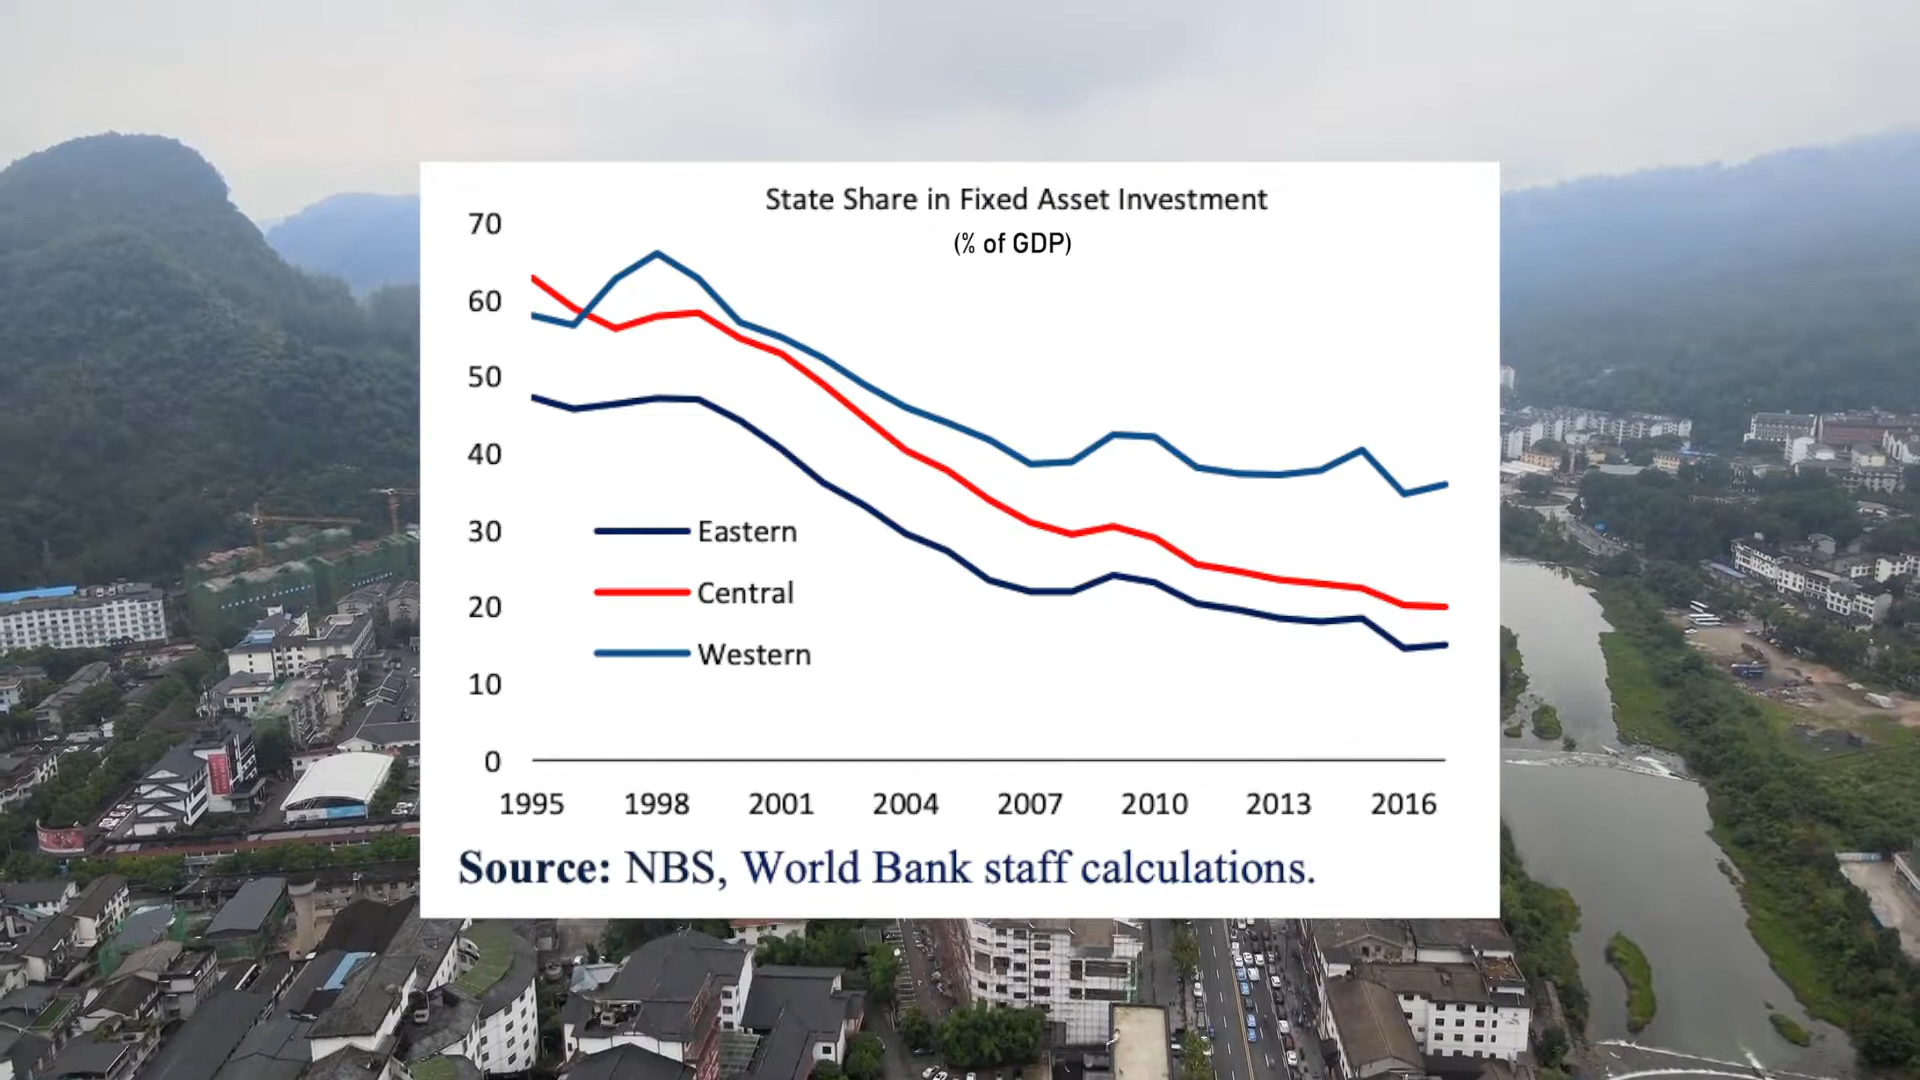 State Share in Fixed Asset Investment
(% of GDP)
70
60
50
40
30
20
10
0
Eastern
Central
Western
1995 1998 2001 2004 2007 2010 2013 2016
Source: NBS, World Bank staff calculations.